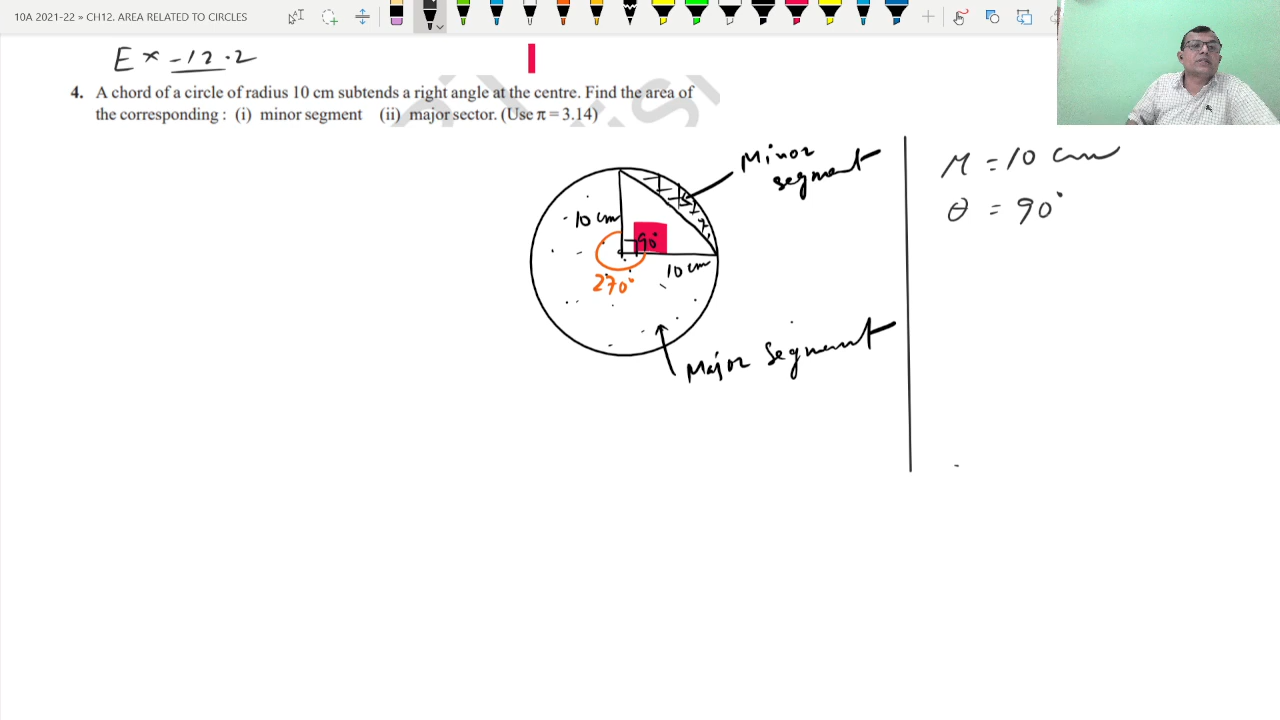 10A 2021-22 » CH12. AREA RELATED TO CIRCLES
Ex-12.2
4. A chord of a circle of radius 10 cm subtends a right angle at the centre. Find the area of
the corresponding : (i) minor segment (ii) major sector. (Use π = 3.14)
Minor
segment
10 cm
90°
10 cm
270°
Major Segment
r = 10 cm
θ = 90°